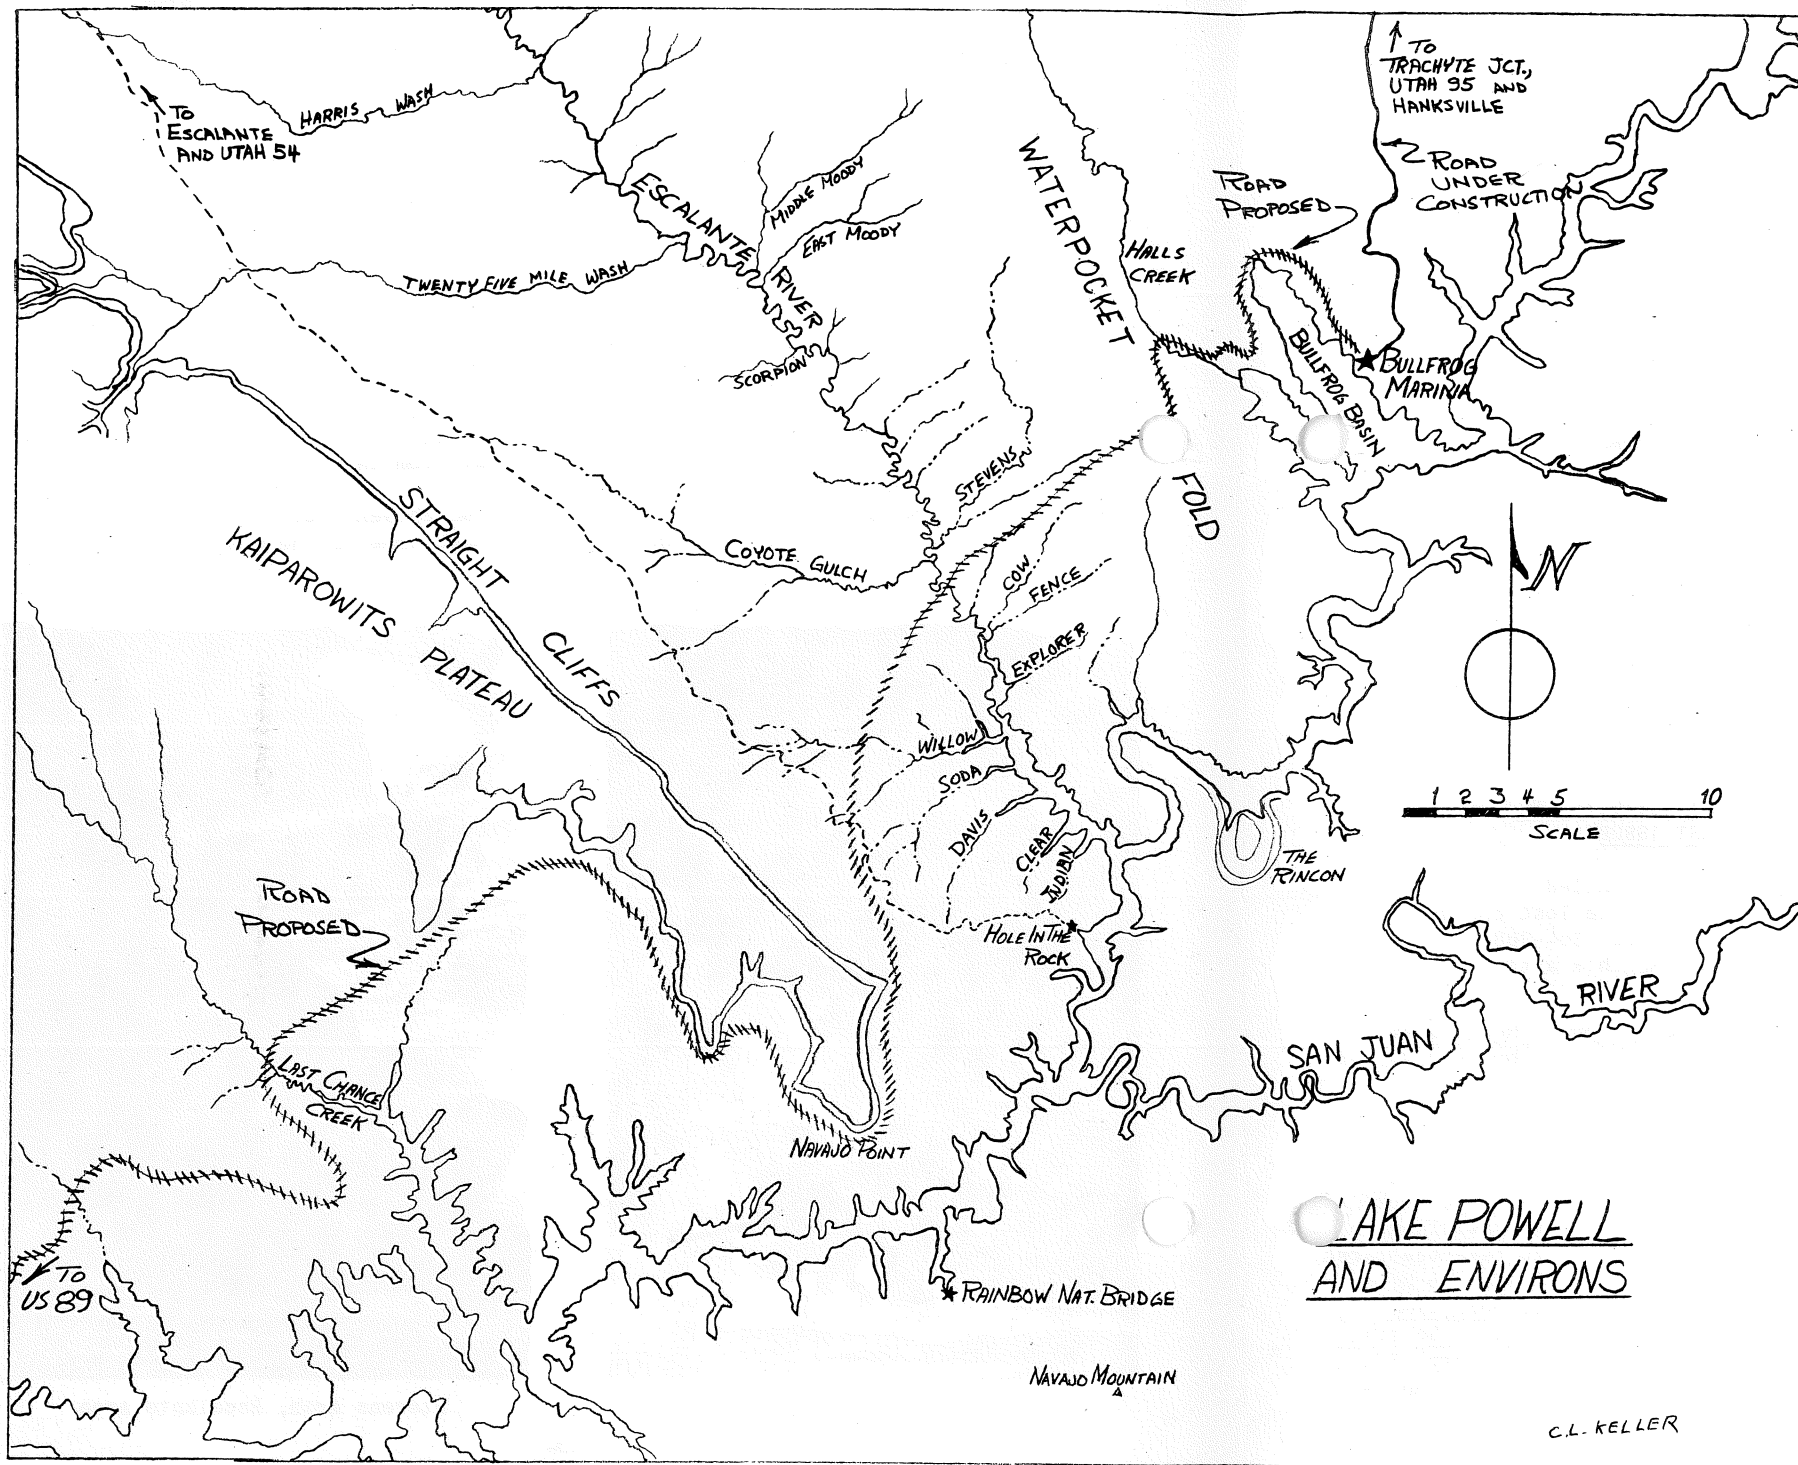 TO
TRACHYTE JCT.,
UTAH 95 AND
HANKSVILLE
HARRIS WASH
TO
ESCALANTE
AND UTAH 54
ROAD
UNDER
CONSTRUCTION
ROAD
PROPOSED
MIDDLE MOODY
EAST MOODY
ESCALANTE
RIVER
WATERPOCKET
FOLD
HALLS
CREEK
TWENTY FIVE MILE WASH
SCORPION
BULLFROG
MARINA
BULLFROG BASIN
STEVENS
STRAIGHT
CLIFFS
KAIPAROWITS
PLATEAU
COYOTE GULCH
COW
FENCE
EXPLORER
N
WILLOW
SODA
DAVIS
CLEAR
INDIAN
1 2 3 4 5 10
SCALE
THE
RINCON
ROAD
PROPOSED
HOLE IN THE
ROCK
RIVER
SAN JUAN
LAST CHANCE
CREEK
NAVAJO POINT
LAKE POWELL
AND ENVIRONS
TO
US 89
RAINBOW NAT. BRIDGE
NAVAJO MOUNTAIN
C.L. KELLER